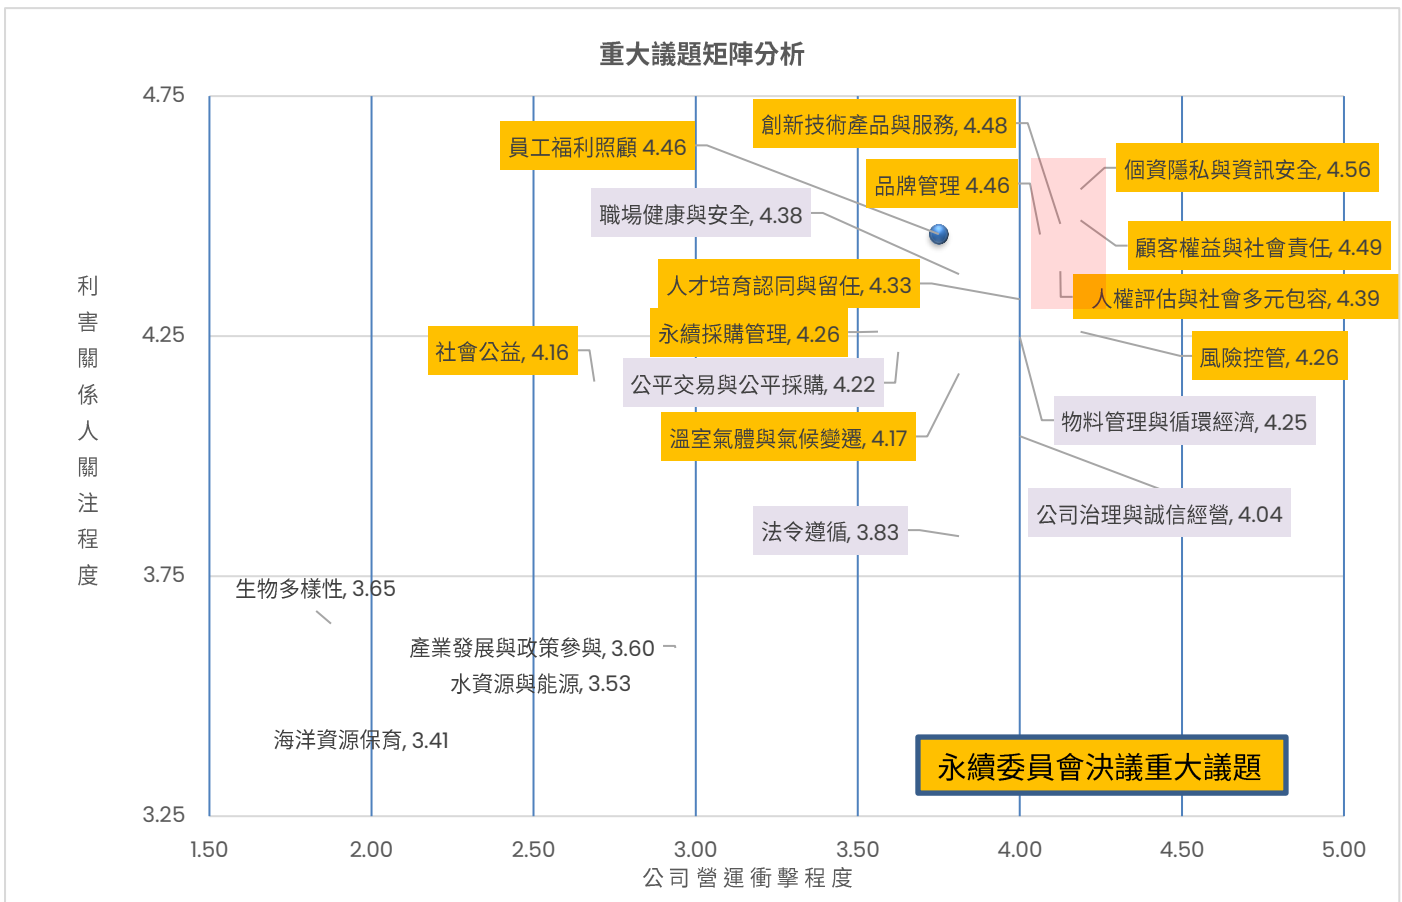 重大議題矩陣分析
4.75
創新技術產品與服務, 4.48
員工福利照顧 4.46
個資隱私與資訊安全, 4.56
品牌管理 4.46
職場健康與安全, 4.38
顧客權益與社會責任, 4.49
人才培育認同與留任, 4.33
人權評估與社會多元包容, 4.39
永續採購管理, 4.26
4.25
社會公益, 4.16
風險控管, 4.26
公平交易與公平採購, 4.22
物料管理與循環經濟, 4.25
溫室氣體與氣候變遷, 4.17
公司治理與誠信經營, 4.04
法令遵循, 3.83
利害關係人關注程度
3.75
生物多樣性, 3.65
產業發展與政策參與, 3.60
水資源與能源, 3.53
海洋資源保育, 3.41
永續委員會決議重大議題
3.25
1.50 2.00 2.50 3.00 3.50 4.00 4.50 5.00
公司營運衝擊程度